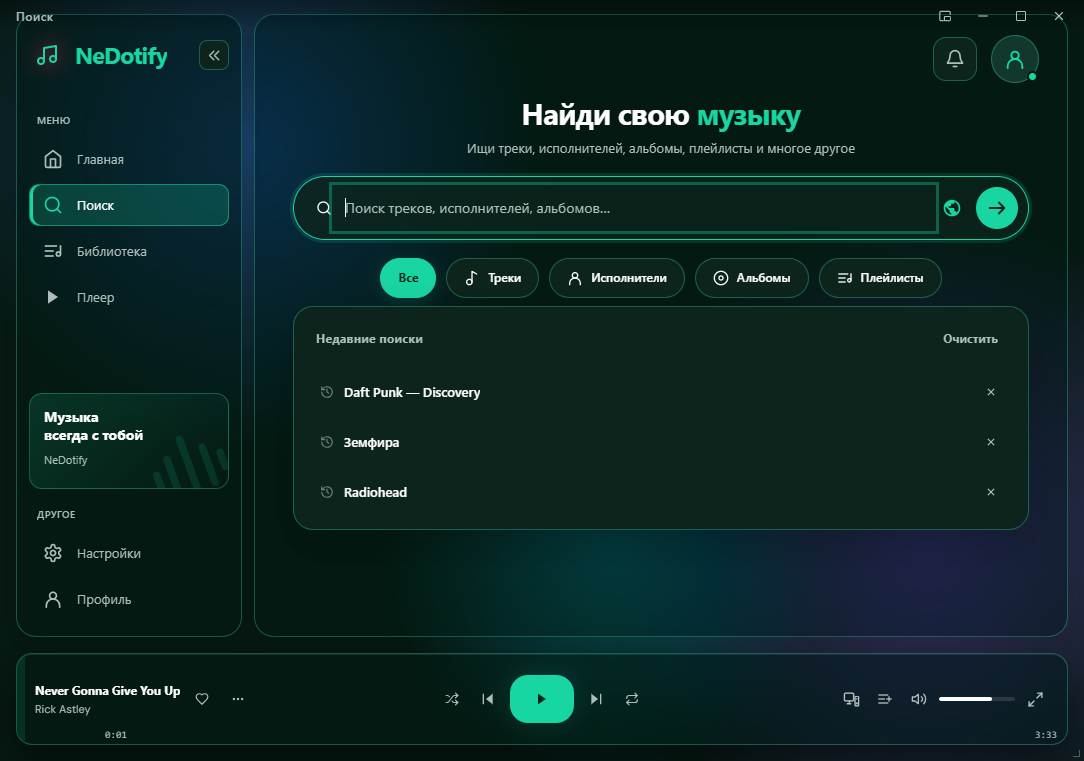 Поиск
NeDotify
МЕНЮ
Главная
Поиск
Библиотека
Плеер
Музыка
всегда с тобой
NeDotify
ДРУГОЕ
Настройки
Профиль
Найди свою музыку
Ищи треки, исполнителей, альбомы, плейлисты и многое другое
Поиск треков, исполнителей, альбомов...
Все Треки Исполнители Альбомы Плейлисты
Недавние поиски Очистить
Daft Punk — Discovery
Земфира
Radiohead
Never Gonna Give You Up
Rick Astley
0:01 3:33